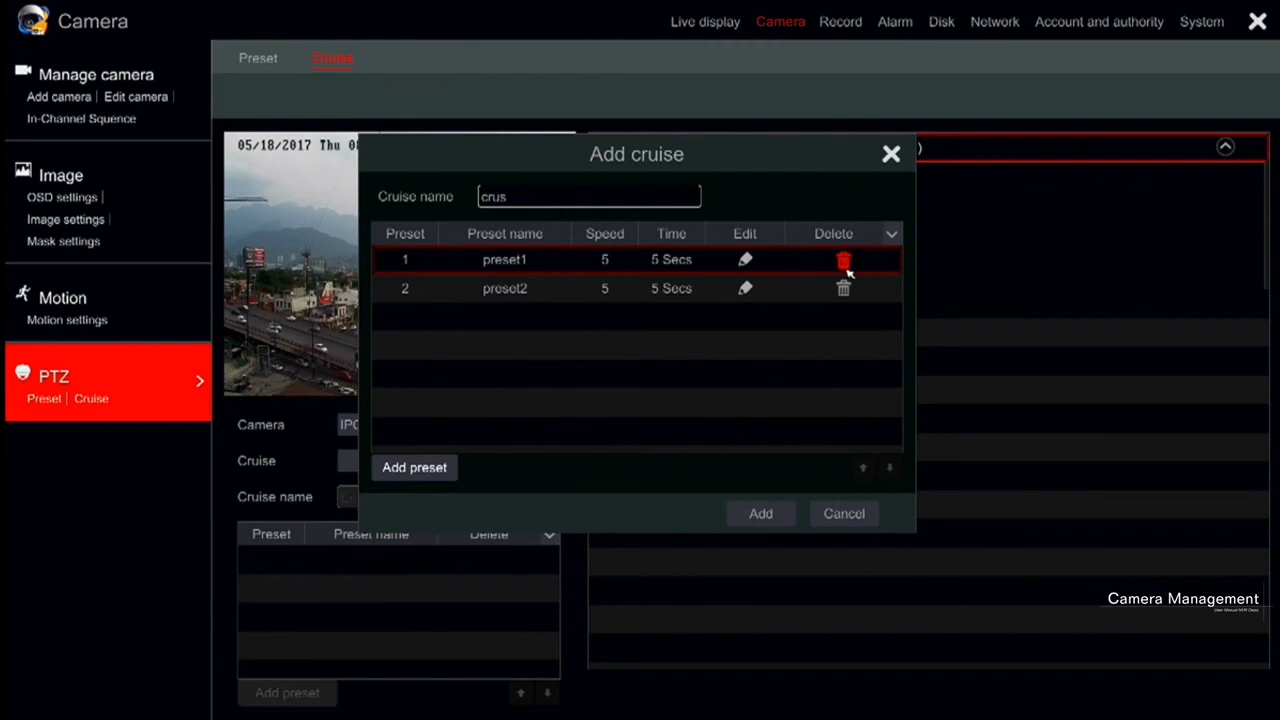 Camera
Live display
Camera
Record
Alarm
Disk
Network
Account and authority
System
Manage camera
Add camera | Edit camera |
In-Channel Squence
Image
OSD settings |
Image settings |
Mask settings
Motion
Motion settings
PTZ
Preset | Cruise
Preset
Cruise
05/18/2017 Thu 0
)
Add cruise
Cruise name crus
Preset Preset name Speed Time Edit Delete
1 preset1 5 5 Secs
2 preset2 5 5 Secs
Add preset
Add
Cancel
Camera IPC
Cruise
Cruise name
Preset Preset name Delete
Add preset
Camera Management